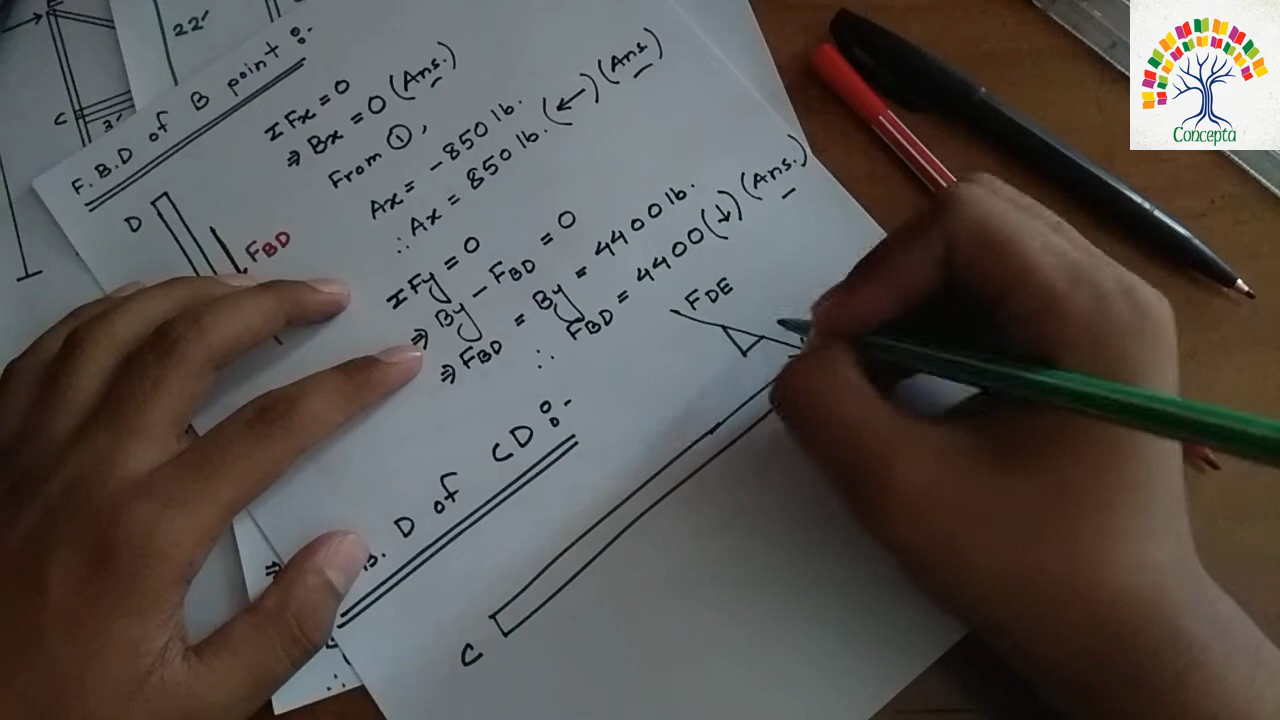 22'
C
3'
F.B.D of B point :-
D
FBD
ΣFx = 0
⇒ Bx = 0 (Ans.)
From ①,
Ax = -850 lb.
∴ Ax = 850 lb. (←) (Ans)
ΣFy = 0
⇒ By - FBD = 0
⇒ FBD = By = 4400 lb.
∴ FBD = 4400 (↓) (Ans.)
B. D of CD :-
FDE
C
Concepta